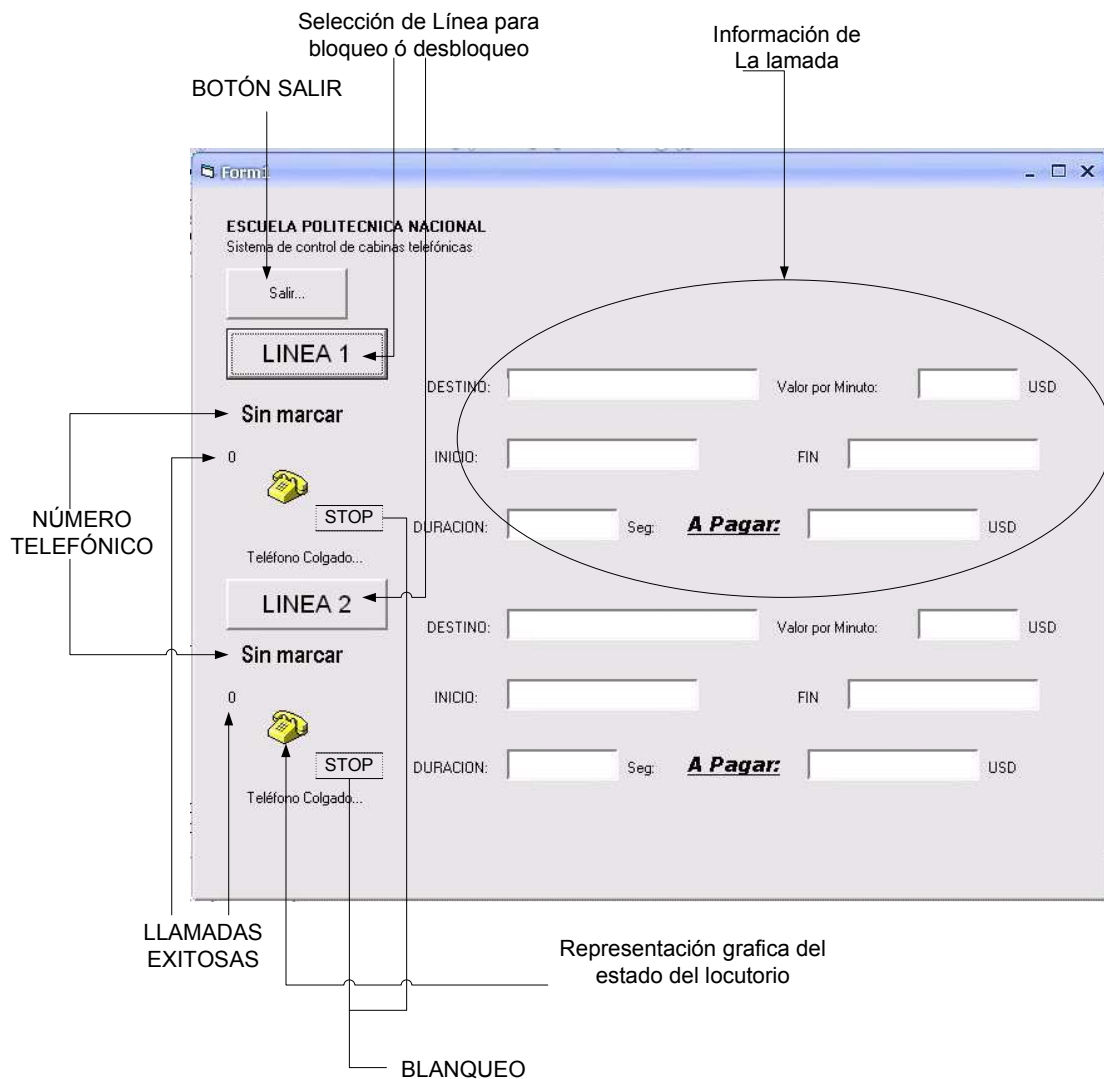 Selección de Línea para
bloqueo ó desbloqueo
Información de
La lamada
BOTÓN SALIR
Form1
ESCUELA POLITECNICA NACIONAL
Sistema de control de cabinas telefónicas
Salir...
LINEA 1
DESTINO:
Valor por Minuto:
USD
Sin marcar
0
INICIO:
FIN
NÚMERO
TELEFÓNICO
STOP
DURACION:
Seg:
A Pagar:
USD
Teléfono Colgado...
LINEA 2
DESTINO:
Valor por Minuto:
USD
Sin marcar
0
INICIO:
FIN
STOP
DURACION:
Seg:
A Pagar:
USD
Teléfono Colgado...
LLAMADAS
EXITOSAS
Representación grafica del
estado del locutorio
BLANQUEO